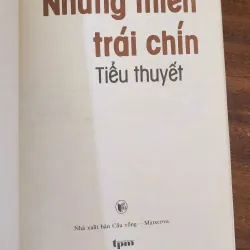 Những miền
trái chín
Tiểu thuyết
Nhà xuất bản Cầu vồng - Mátxcơva
tpm